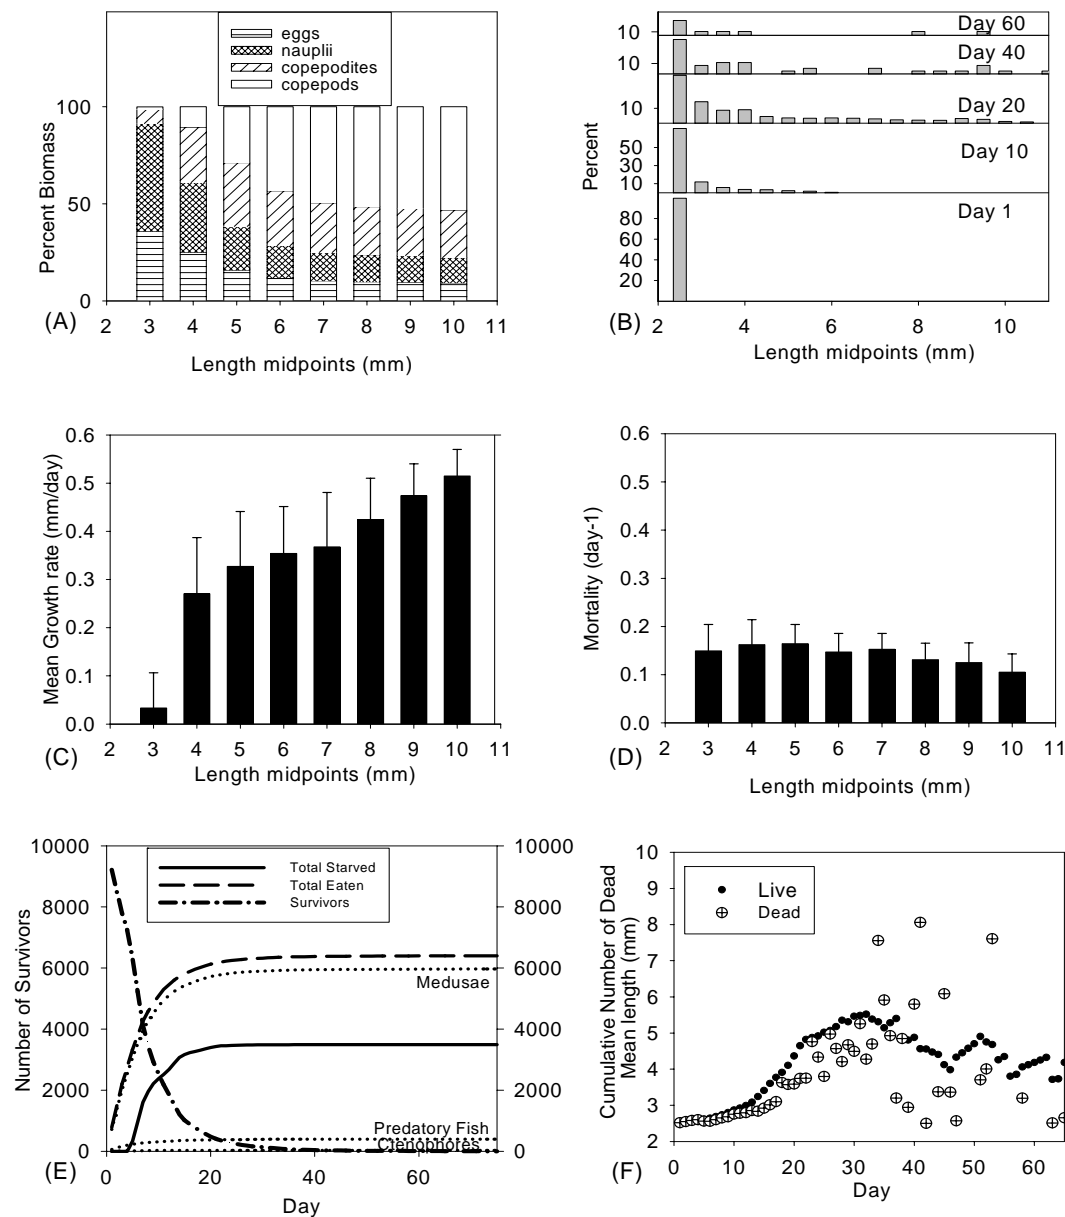 eggs
nauplii
copepodites
copepods
100
50
0
Percent Biomass
2 3 4 5 6 7 8 9 10 11
(A)
Length midpoints (mm)
Day 60
10
Day 40
10
Day 20
10
Day 10
50
30
10
Day 1
80
60
40
20
Percent
2 4 6 8 10
(B)
Length midpoints (mm)
0.6
0.5
0.4
0.3
0.2
0.1
0.0
Mean Growth rate (mm/day)
2 3 4 5 6 7 8 9 10 11
(C)
Length midpoints (mm)
0.6
0.5
0.4
0.3
0.2
0.1
0.0
Mortality (day-1)
2 3 4 5 6 7 8 9 10 11
(D)
Length midpoints (mm)
10000
8000
6000
4000
2000
0
Number of Survivors
Total Starved
Total Eaten
Survivors
Medusae
Predatory Fish
Ctenophores
10000
8000
6000
4000
2000
0
0 20 40 60
(E)
Day
Cumulative Number of Dead
Mean length (mm)
10
9
8
7
6
5
4
3
2
Live
Dead
0 10 20 30 40 50 60
(F)
Day